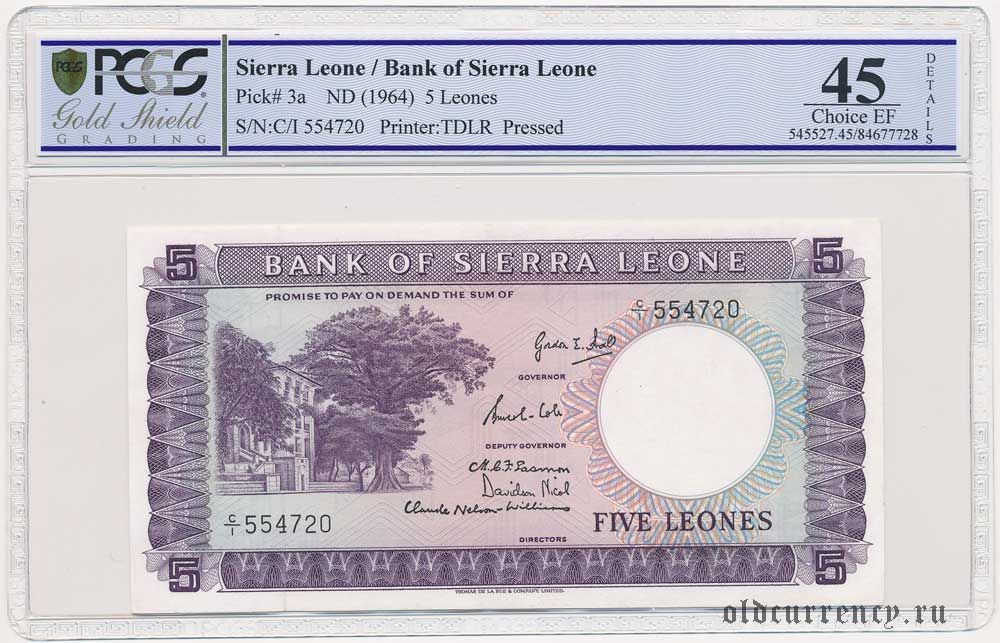 PCGS
PCGS
Gold Shield
GRADING
Sierra Leone / Bank of Sierra Leone
Pick# 3a ND (1964) 5 Leones
S/N:C/I 554720 Printer:TDLR Pressed
45
Choice EF
545527.45/84677728
DETAILS
5 BANK OF SIERRA LEONE 5
PROMISE TO PAY ON DEMAND THE SUM OF
C/1 554720
GOVERNOR
DEPUTY GOVERNOR
Davidson Nicol
Claude Nelson-Williams
C/1 554720
FIVE LEONES
DIRECTORS
5 5
THOMAS DE LA RUE & COMPANY, LIMITED.
oldcurrency.ru